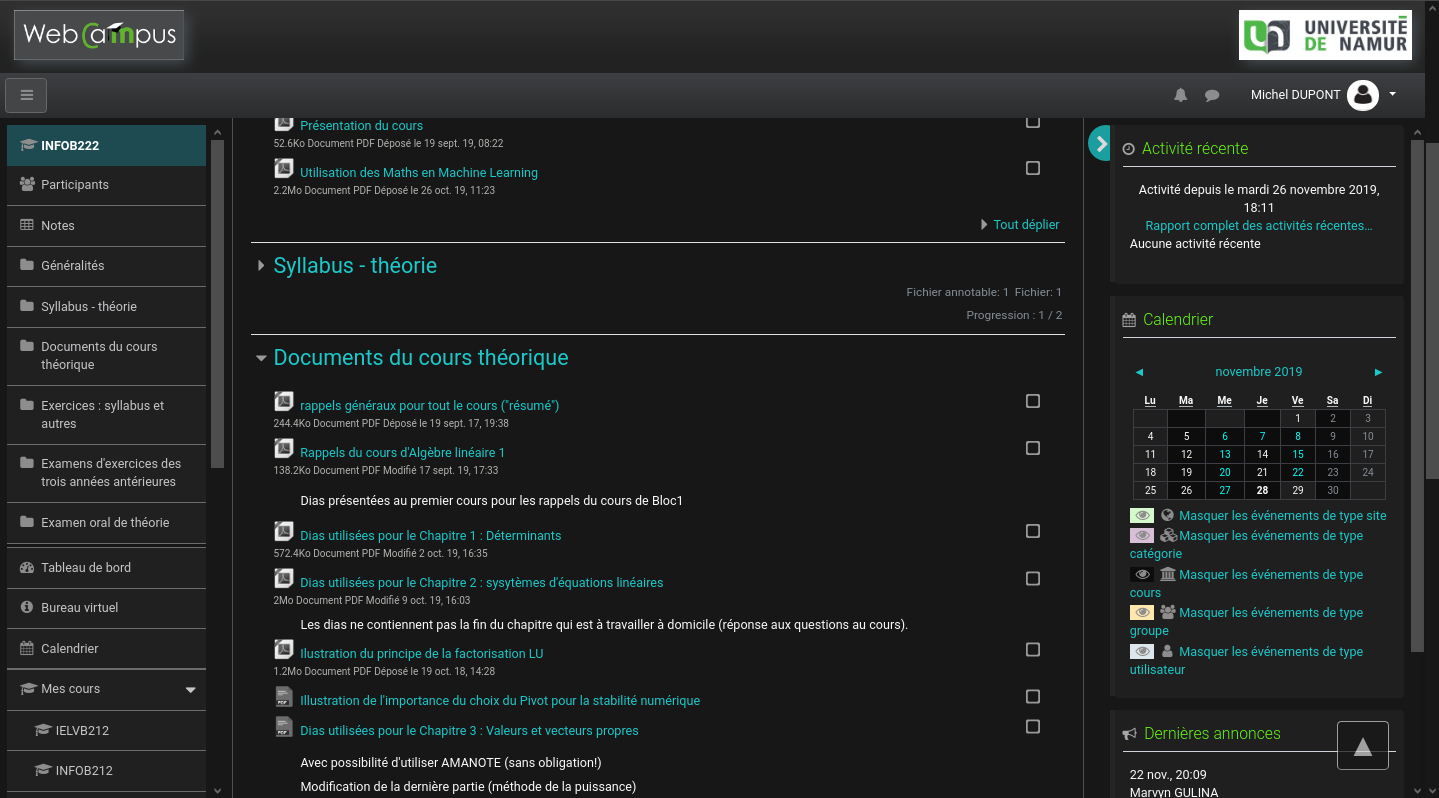 WebCampus
UNIVERSITÉ
DE NAMUR
Michel DUPONT
INFOB222
Participants
Notes
Généralités
Syllabus - théorie
Documents du cours
théorique
Exercices : syllabus et
autres
Examens d'exercices des
trois années antérieures
Examen oral de théorie
Tableau de bord
Bureau virtuel
Calendrier
Mes cours
IELVB212
INFOB212
Présentation du cours
52.6Ko Document PDF Déposé le 19 sept. 19, 08:22
Utilisation des Maths en Machine Learning
2.2Mo Document PDF Déposé le 26 oct. 19, 11:23
Tout déplier
Syllabus - théorie
Fichier annotable: 1 Fichier: 1
Progression : 1 / 2
Documents du cours théorique
rappels généraux pour tout le cours ("résumé")
244.4Ko Document PDF Déposé le 19 sept. 17, 19:38
Rappels du cours d'Algèbre linéaire 1
138.2Ko Document PDF Modifié 17 sept. 19, 17:33
Dias présentées au premier cours pour les rappels du cours de Bloc1
Dias utilisées pour le Chapitre 1 : Déterminants
572.4Ko Document PDF Modifié 2 oct. 19, 16:35
Dias utilisées pour le Chapitre 2 : sysytèmes d'équations linéaires
2Mo Document PDF Modifié 9 oct. 19, 16:03
Les dias ne contiennent pas la fin du chapitre qui est à travailler à domicile (réponse aux questions au cours).
Ilustration du principe de la factorisation LU
1.2Mo Document PDF Déposé le 19 oct. 18, 14:28
PDF
Illustration de l'importance du choix du Pivot pour la stabilité numérique
PDF
Dias utilisées pour le Chapitre 3 : Valeurs et vecteurs propres
Avec possibilité d'utiliser AMANOTE (sans obligation!)
Modification de la dernière partie (méthode de la puissance)
Activité récente
Activité depuis le mardi 26 novembre 2019,
18:11
Rapport complet des activités récentes…
Aucune activité récente
Calendrier
◄ novembre 2019 ►
Lu Ma Me Je Ve Sa Di
1 2 3
4 5 6 7 8 9 10
11 12 13 14 15 16 17
18 19 20 21 22 23 24
25 26 27 28 29 30
Masquer les événements de type site
Masquer les événements de type
catégorie
Masquer les événements de type
cours
Masquer les événements de type
groupe
Masquer les événements de type
utilisateur
Dernières annonces
22 nov., 20:09
Maryvn GULINA